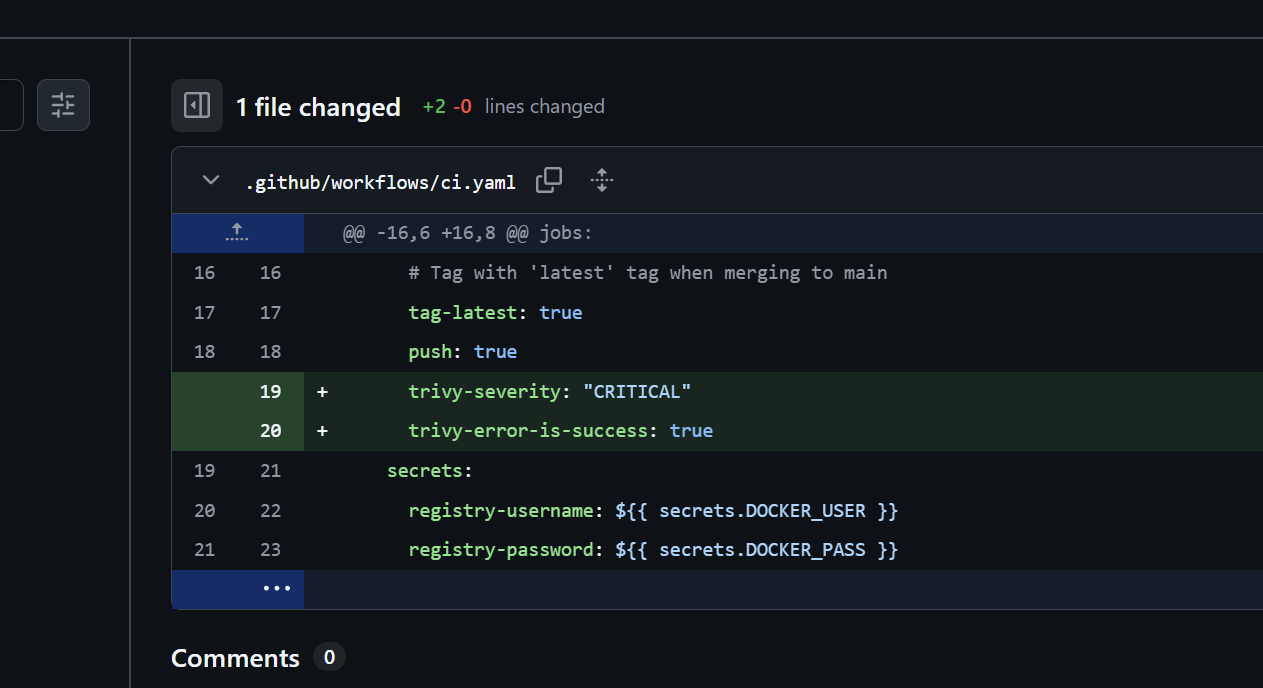 1 file changed +2 -0 lines changed
.github/workflows/ci.yaml
@@ -16,6 +16,8 @@ jobs:
16 16 # Tag with 'latest' tag when merging to main
17 17 tag-latest: true
18 18 push: true
19 + trivy-severity: "CRITICAL"
20 + trivy-error-is-success: true
19 21 secrets:
20 22 registry-username: ${{ secrets.DOCKER_USER }}
21 23 registry-password: ${{ secrets.DOCKER_PASS }}
Comments 0